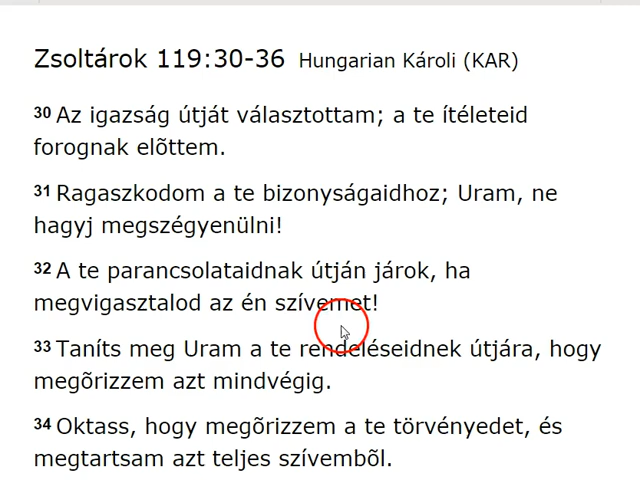 Zsoltárok 119:30-36 Hungarian Károli (KAR)
30 Az igazság útját választottam; a te ítéleteid
forognak elõttem.
31 Ragaszkodom a te bizonyságaidhoz; Uram, ne
hagyj megszégyenülni!
32 A te parancsolataidnak útján járok, ha
megvigasztalod az én szívemet!
33 Taníts meg Uram a te rendeléseidnek útjára, hogy
megõrizzem azt mindvégig.
34 Oktass, hogy megõrizzem a te törvényedet, és
megtartsam azt teljes szívembõl.